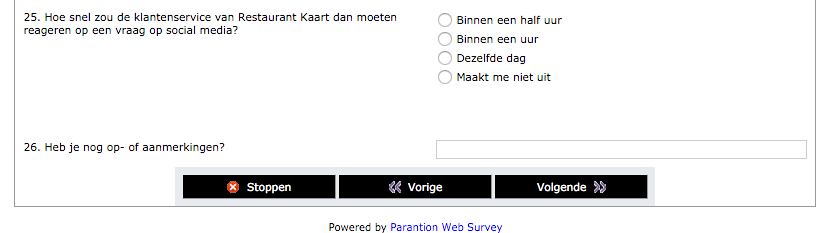 25. Hoe snel zou de klantenservice van Restaurant Kaart dan moeten
reageren op een vraag op social media?
Binnen een half uur
Binnen een uur
Dezelfde dag
Maakt me niet uit
26. Heb je nog op- of aanmerkingen?
Stoppen
Vorige
Volgende
Powered by Parantion Web Survey